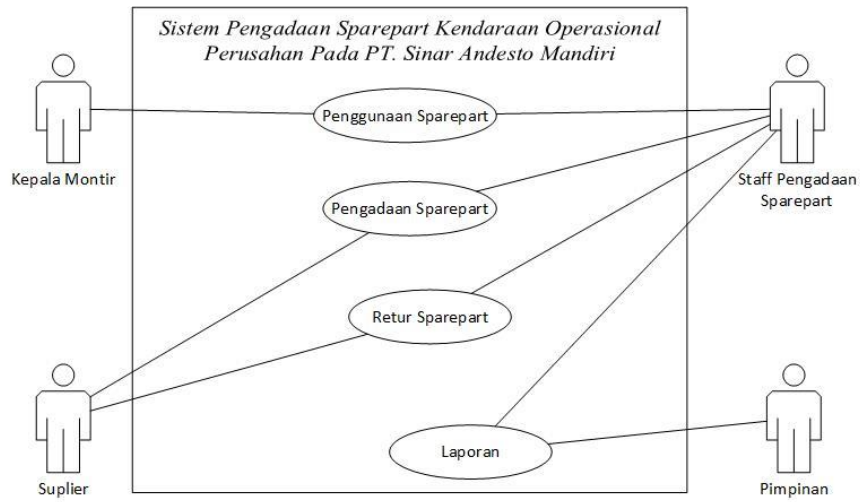 Sistem Pengadaan Sparepart Kendaraan Operasional
Perusahan Pada PT. Sinar Andesto Mandiri
Penggunaan Sparepart
Kepala Montir
Staff Pengadaan
Sparepart
Pengadaan Sparepart
Retur Sparepart
Laporan
Suplier
Pimpinan